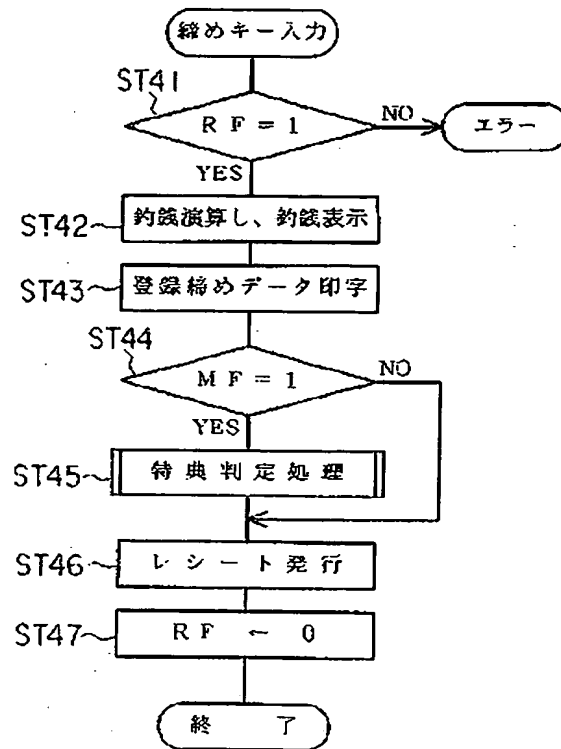 締めキー入力
ST41
RF=1
NO
エラー
YES
ST42
釣銭演算し、釣銭表示
ST43
登録締めデータ印字
ST44
MF=1
NO
YES
ST45
特典判定処理
ST46
レシート発行
ST47
RF ← 0
終了